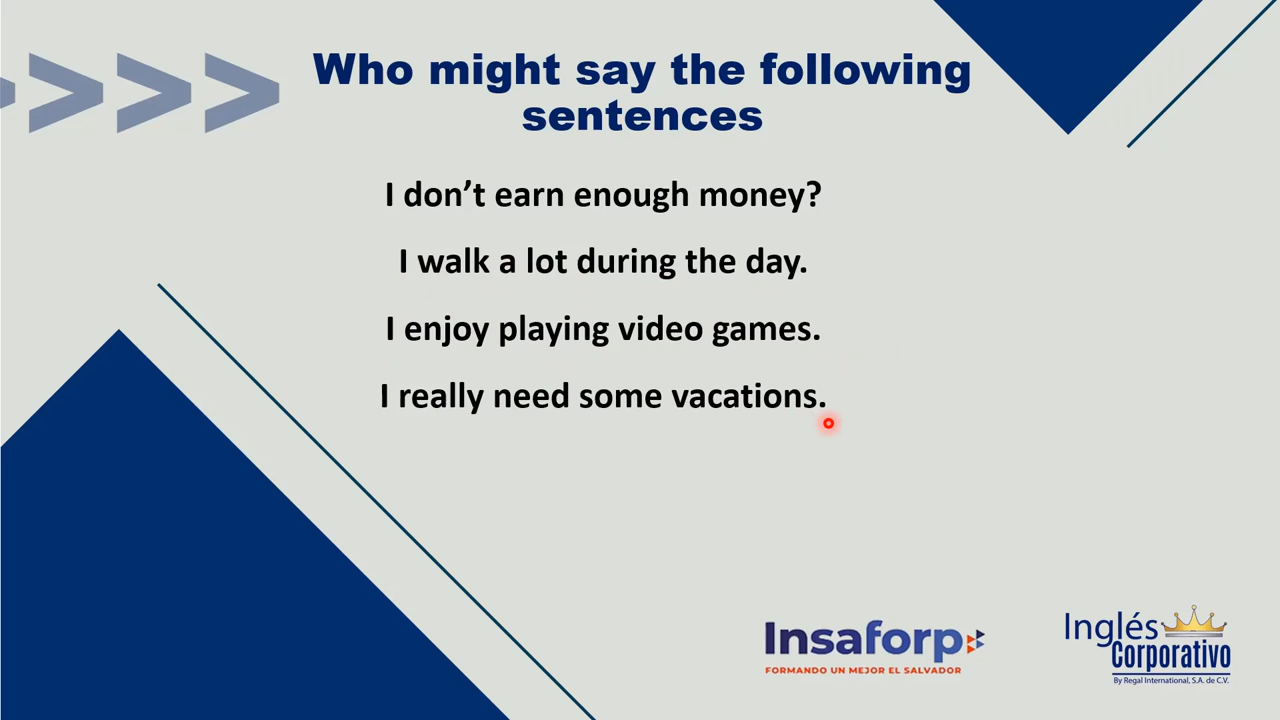 Who might say the following
sentences
I don’t earn enough money?
I walk a lot during the day.
I enjoy playing video games.
I really need some vacations.
Insaforp
FORMANDO UN MEJOR EL SALVADOR
Inglés
Corporativo
By Regal International, S.A. de C.V.